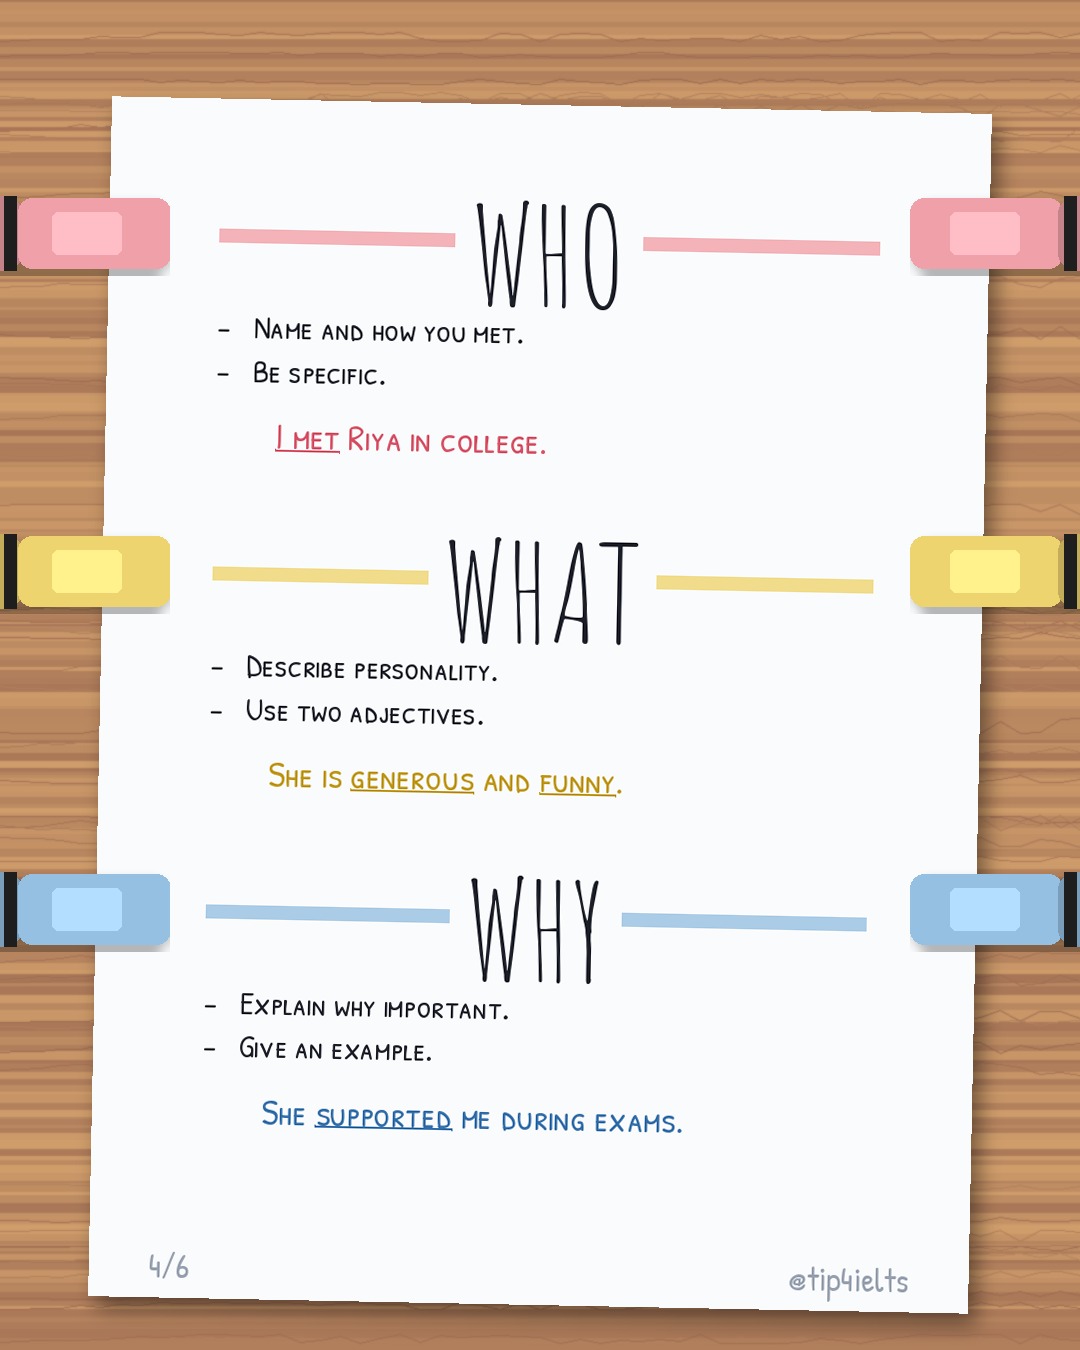 WHO
- Name and how you met.
- Be specific.
I met Riya in college.
WHAT
- Describe personality.
- Use two adjectives.
She is generous and funny.
WHY
- Explain why important.
- Give an example.
She supported me during exams.
4/6
@tip4ielts